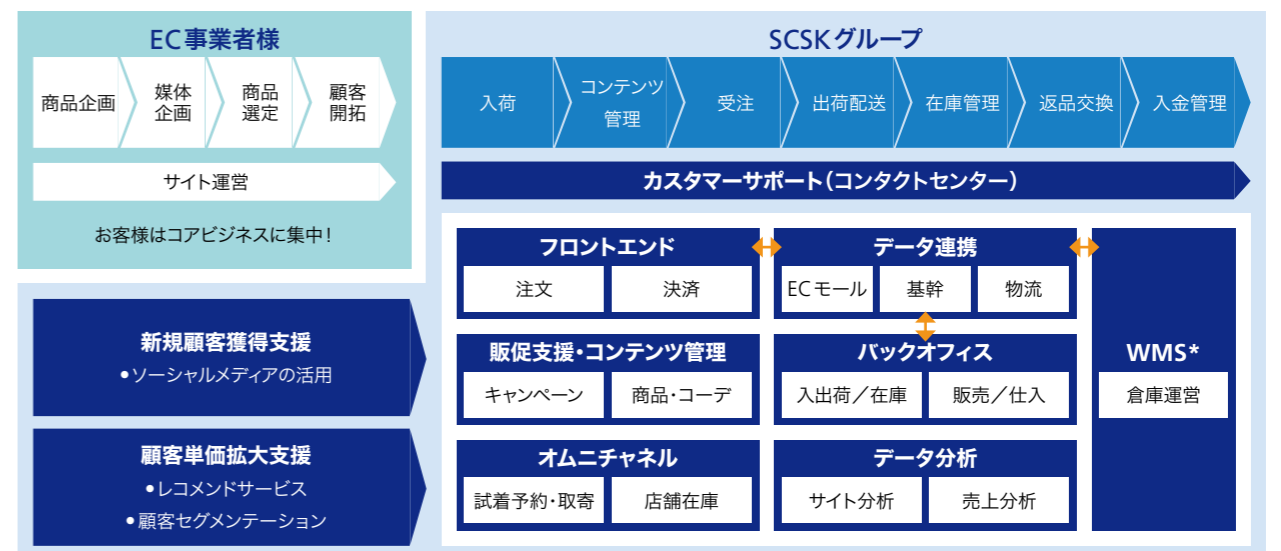 EC事業者様
商品企画
媒体
企画
商品
選定
顧客
開拓
サイト運営
お客様はコアビジネスに集中！
新規顧客獲得支援
●ソーシャルメディアの活用
顧客単価拡大支援
●レコメンドサービス
●顧客セグメンテーション
SCSKグループ
入荷
コンテンツ
管理
受注
出荷配送
在庫管理
返品交換
入金管理
カスタマーサポート（コンタクトセンター）
フロントエンド
注文
決済
データ連携
ECモール
基幹
物流
販促支援・コンテンツ管理
キャンペーン
商品・コーデ
バックオフィス
入出荷／在庫
販売／仕入
オムニチャネル
試着予約・取寄
店舗在庫
データ分析
サイト分析
売上分析
WMS*
倉庫運営